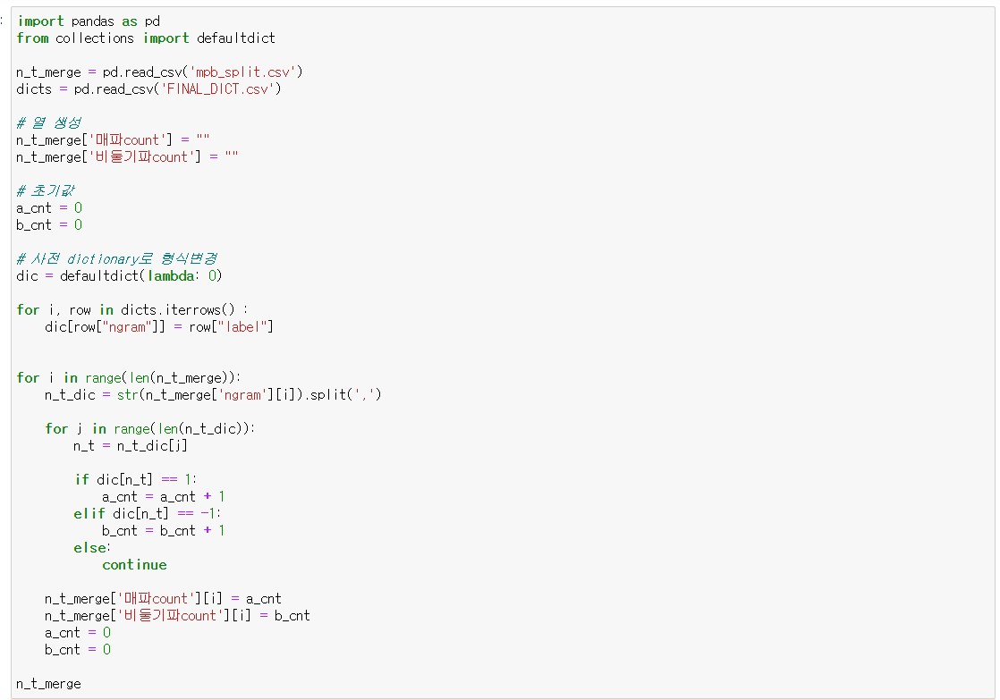 import pandas as pd
from collections import defaultdict
n_t_merge = pd.read_csv('mpb_split.csv')
dicts = pd.read_csv('FINAL_DICT.csv')
# 열 생성
n_t_merge['매파count'] = ""
n_t_merge['비둘기파count'] = ""
# 초기값
a_cnt = 0
b_cnt = 0
# 사전 dictionary로 형식변경
dic = defaultdict(lambda: 0)
for i, row in dicts.iterrows() :
    dic[row["ngram"]] = row["label"]
for i in range(len(n_t_merge)):
    n_t_dic = str(n_t_merge['ngram'][i]).split(',')
    for j in range(len(n_t_dic)):
        n_t = n_t_dic[j]
        if dic[n_t] == 1:
            a_cnt = a_cnt + 1
        elif dic[n_t] == -1:
            b_cnt = b_cnt + 1
        else:
            continue
    n_t_merge['매파count'][i] = a_cnt
    n_t_merge['비둘기파count'][i] = b_cnt
    a_cnt = 0
    b_cnt = 0
n_t_merge